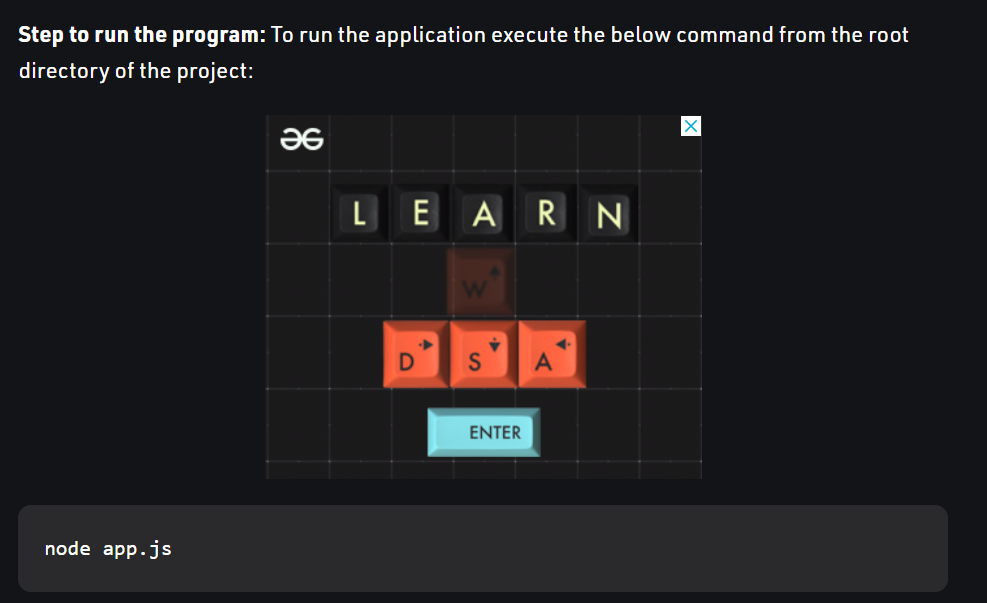 Step to run the program: To run the application execute the below command from the root
directory of the project:
LEARN
W
D S A
ENTER
node app.js